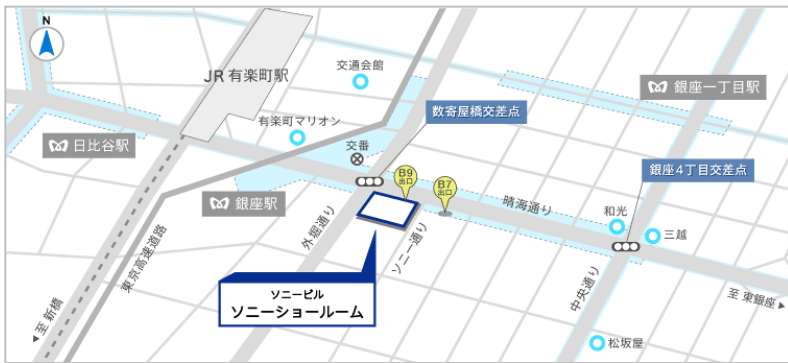 N
JR 有楽町駅
交通会館
有楽町マリオン
数寄屋橋交差点
銀座一丁目駅
日比谷駅
交番
B9
出口
B7
出口
銀座4丁目交差点
銀座駅
晴海通り
和光
三越
外堀通り
ソニー通り
東京高速道路
中央通り
至 新橋
至 東銀座
ソニービル
ソニーショールーム
松坂屋